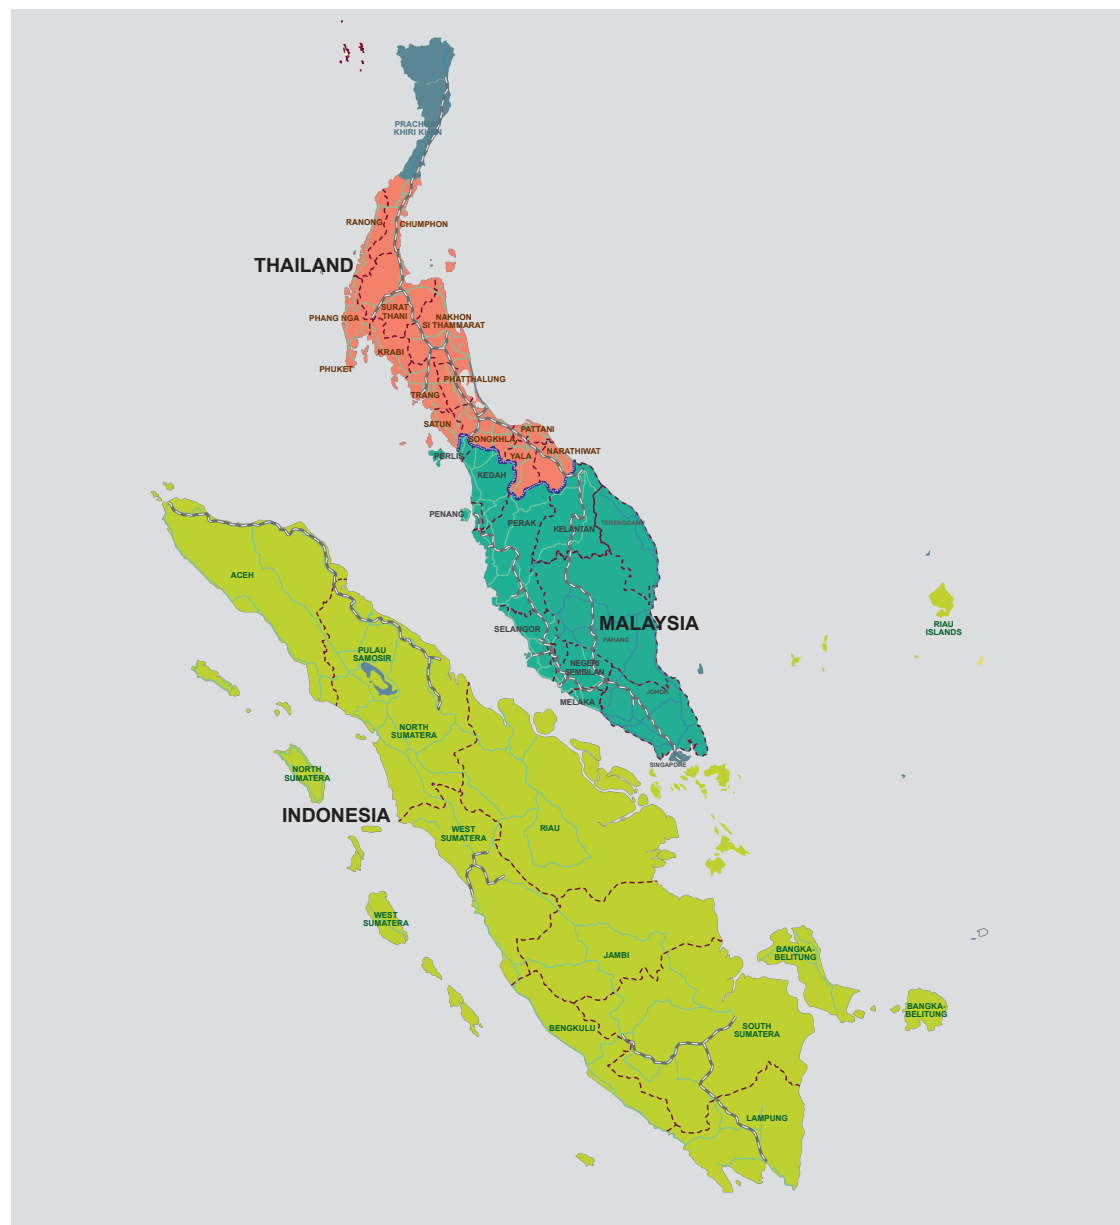 PRACHUAP
KHIRI KHAN
RANONG
CHUMPHON
THAILAND
SURAT
THANI
PHANG NGA
NAKHON
SI THAMMARAT
KRABI
PHUKET
PHATTHALUNG
TRANG
SATUN
PATTANI
SONGKHLA
NARATHIWAT
PERLIS
YALA
KEDAH
PENANG
PERAK
KELANTAN
TERENGGANU
ACEH
MALAYSIA
RIAU
ISLANDS
SELANGOR
PAHANG
PULAU
SAMOSIR
NEGERI
SEMBILAN
JOHOR
MELAKA
NORTH
SUMATERA
SINGAPORE
NORTH
SUMATERA
INDONESIA
WEST
SUMATERA
RIAU
WEST
SUMATERA
JAMBI
BANGKA-
BELITUNG
BANGKA-
BELITUNG
BENGKULU
SOUTH
SUMATERA
LAMPUNG